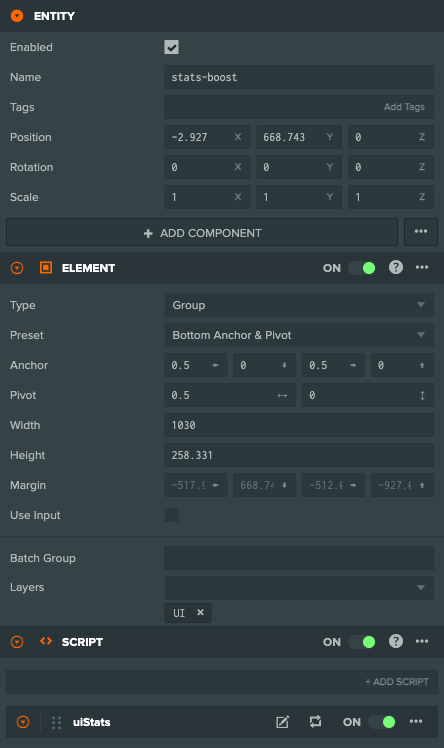 ENTITY
Enabled
Name stats-boost
Tags Add Tags
Position -2.927 X 668.743 Y 0 Z
Rotation 0 X 0 Y 0 Z
Scale 1 X 1 Y 1 Z
+ ADD COMPONENT ...
ELEMENT ON ? ...
Type Group
Preset Bottom Anchor & Pivot
Anchor 0.5 0 0.5 0
Pivot 0.5 0
Width 1030
Height 258.331
Margin
Use Input
Batch Group
Layers
UI ×
SCRIPT ON ? ...
+ ADD SCRIPT
uiStats ON ...